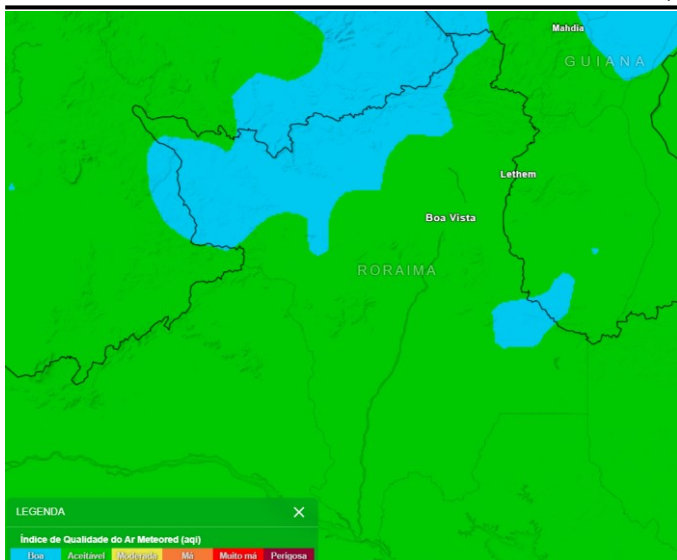 Mahdia
GUIANA
Lethem
Boa Vista
RORAIMA
LEGENDA
Índice de Qualidade do Ar Meteored (aqi)
Boa Aceitável Moderada Má Muito má Perigosa